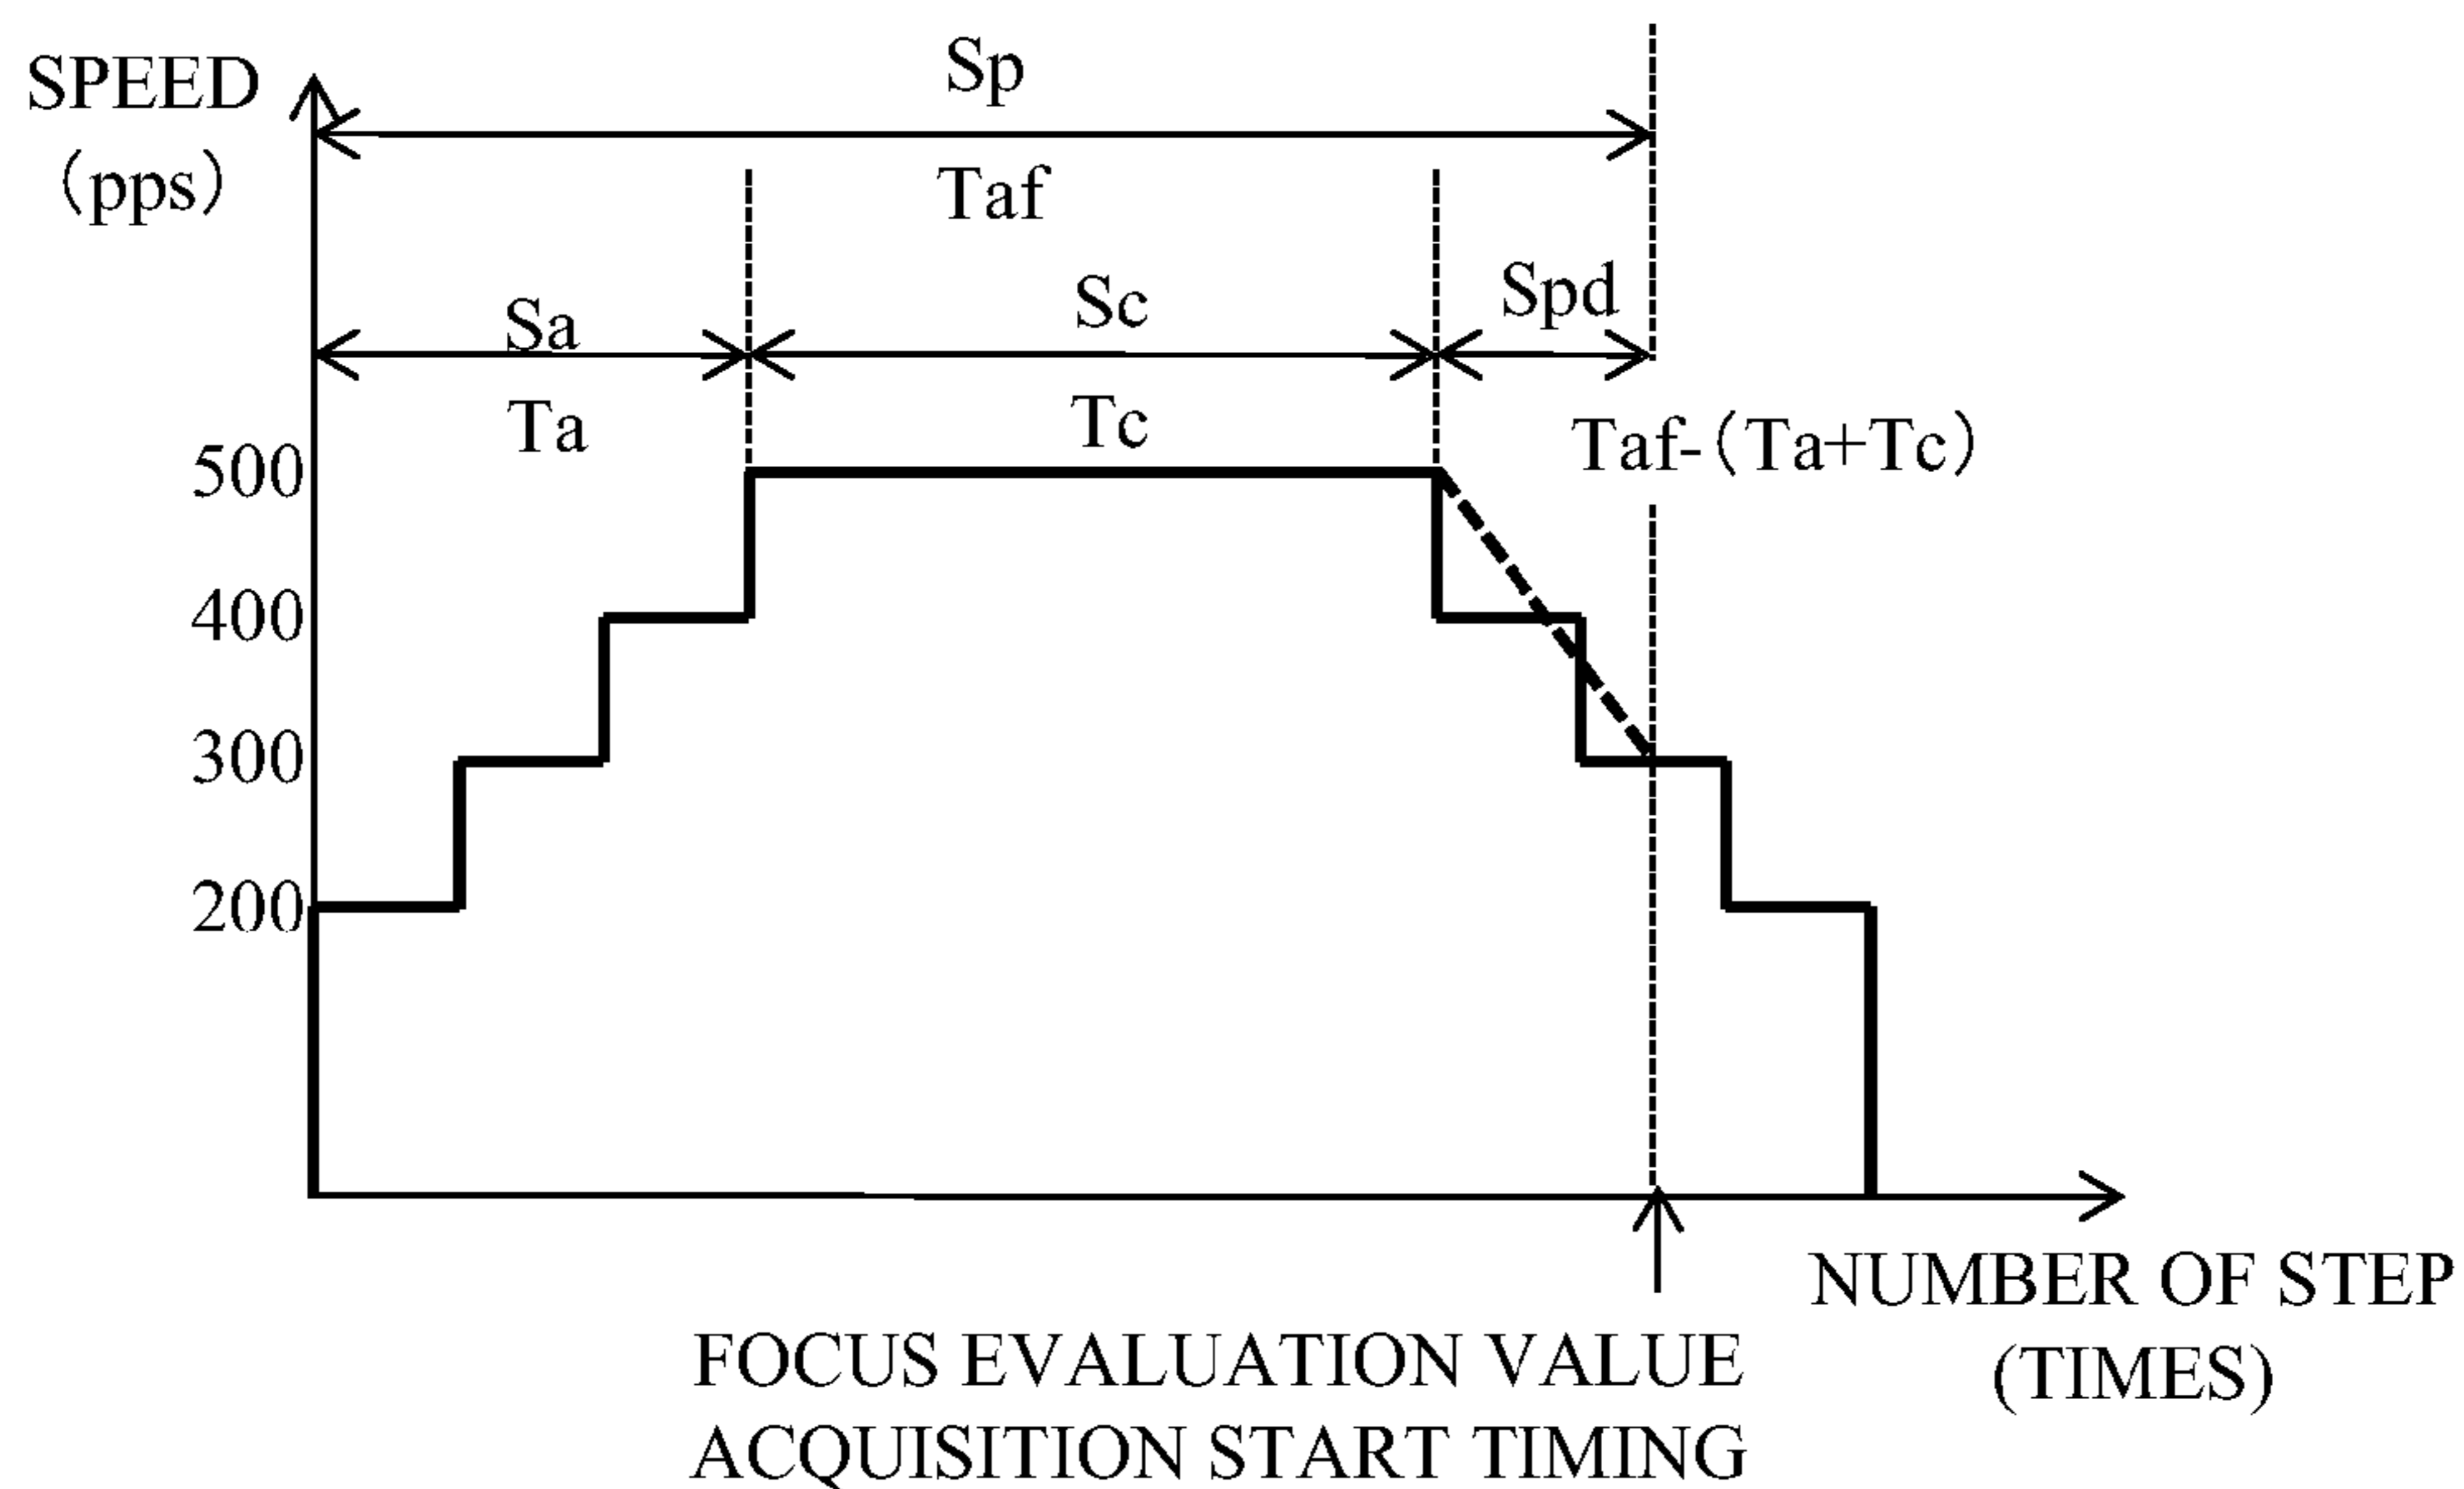 SPEED
(pps)
Sp
Taf
Sa
Sc
Spd
Ta
Tc
Taf-(Ta+Tc)
500
400
300
200
NUMBER OF STEP
(TIMES)
FOCUS EVALUATION VALUE
ACQUISITION START TIMING